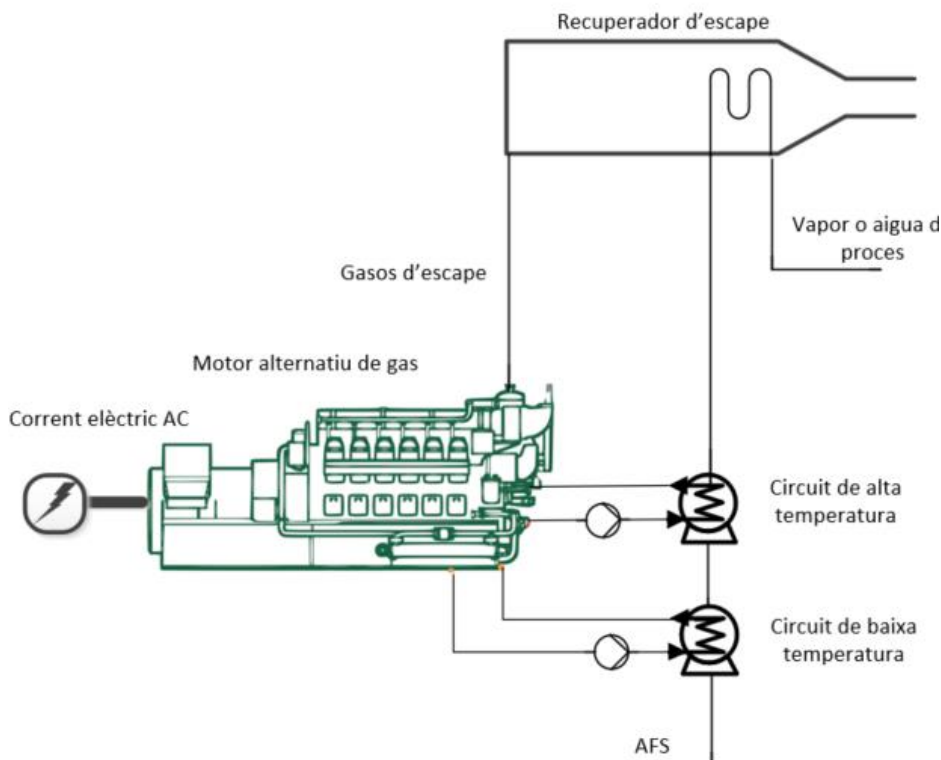 Recuperador d'escape
Vapor o aigua d
proces
Gasos d'escape
Motor alternatiu de gas
Corrent elèctric AC
Circuit de alta
temperatura
Circuit de baixa
temperatura
AFS